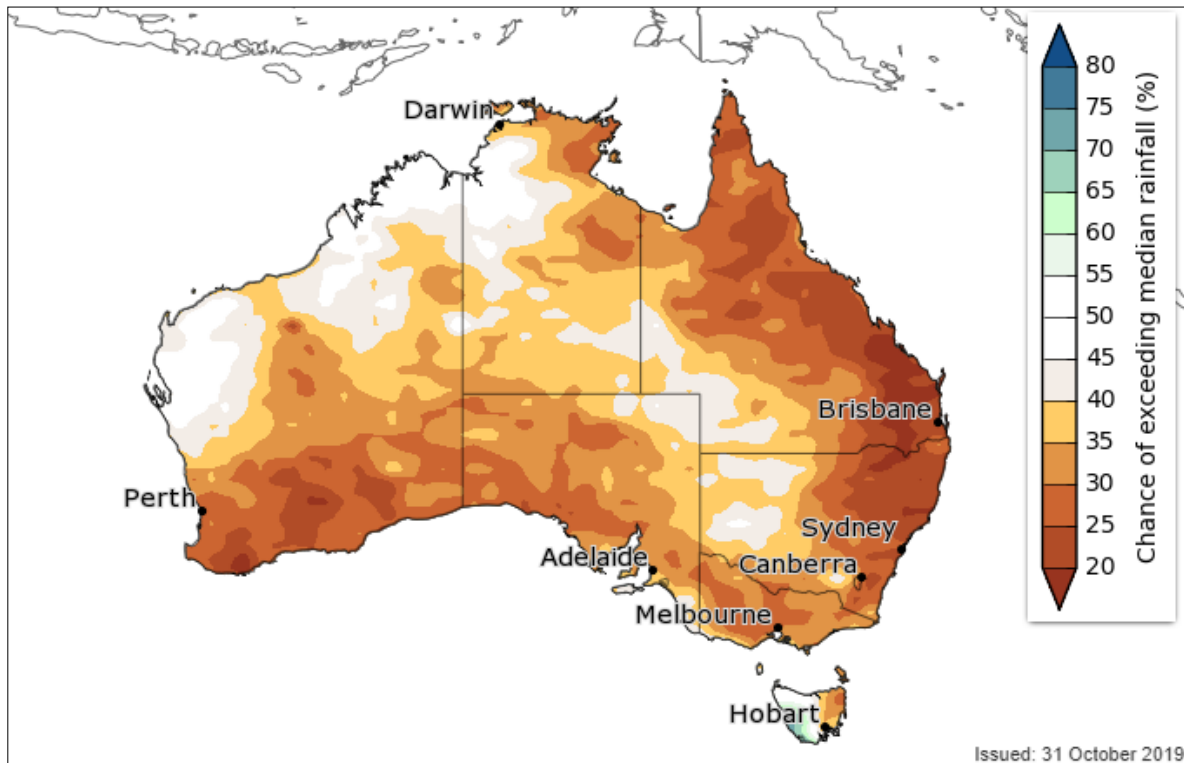 Darwin
Brisbane
Perth
Sydney
Adelaide
Canberra
Melbourne
Hobart
80
75
70
65
60
55
50
45
40
35
30
25
20
Chance of exceeding median rainfall (%)
Issued: 31 October 2019